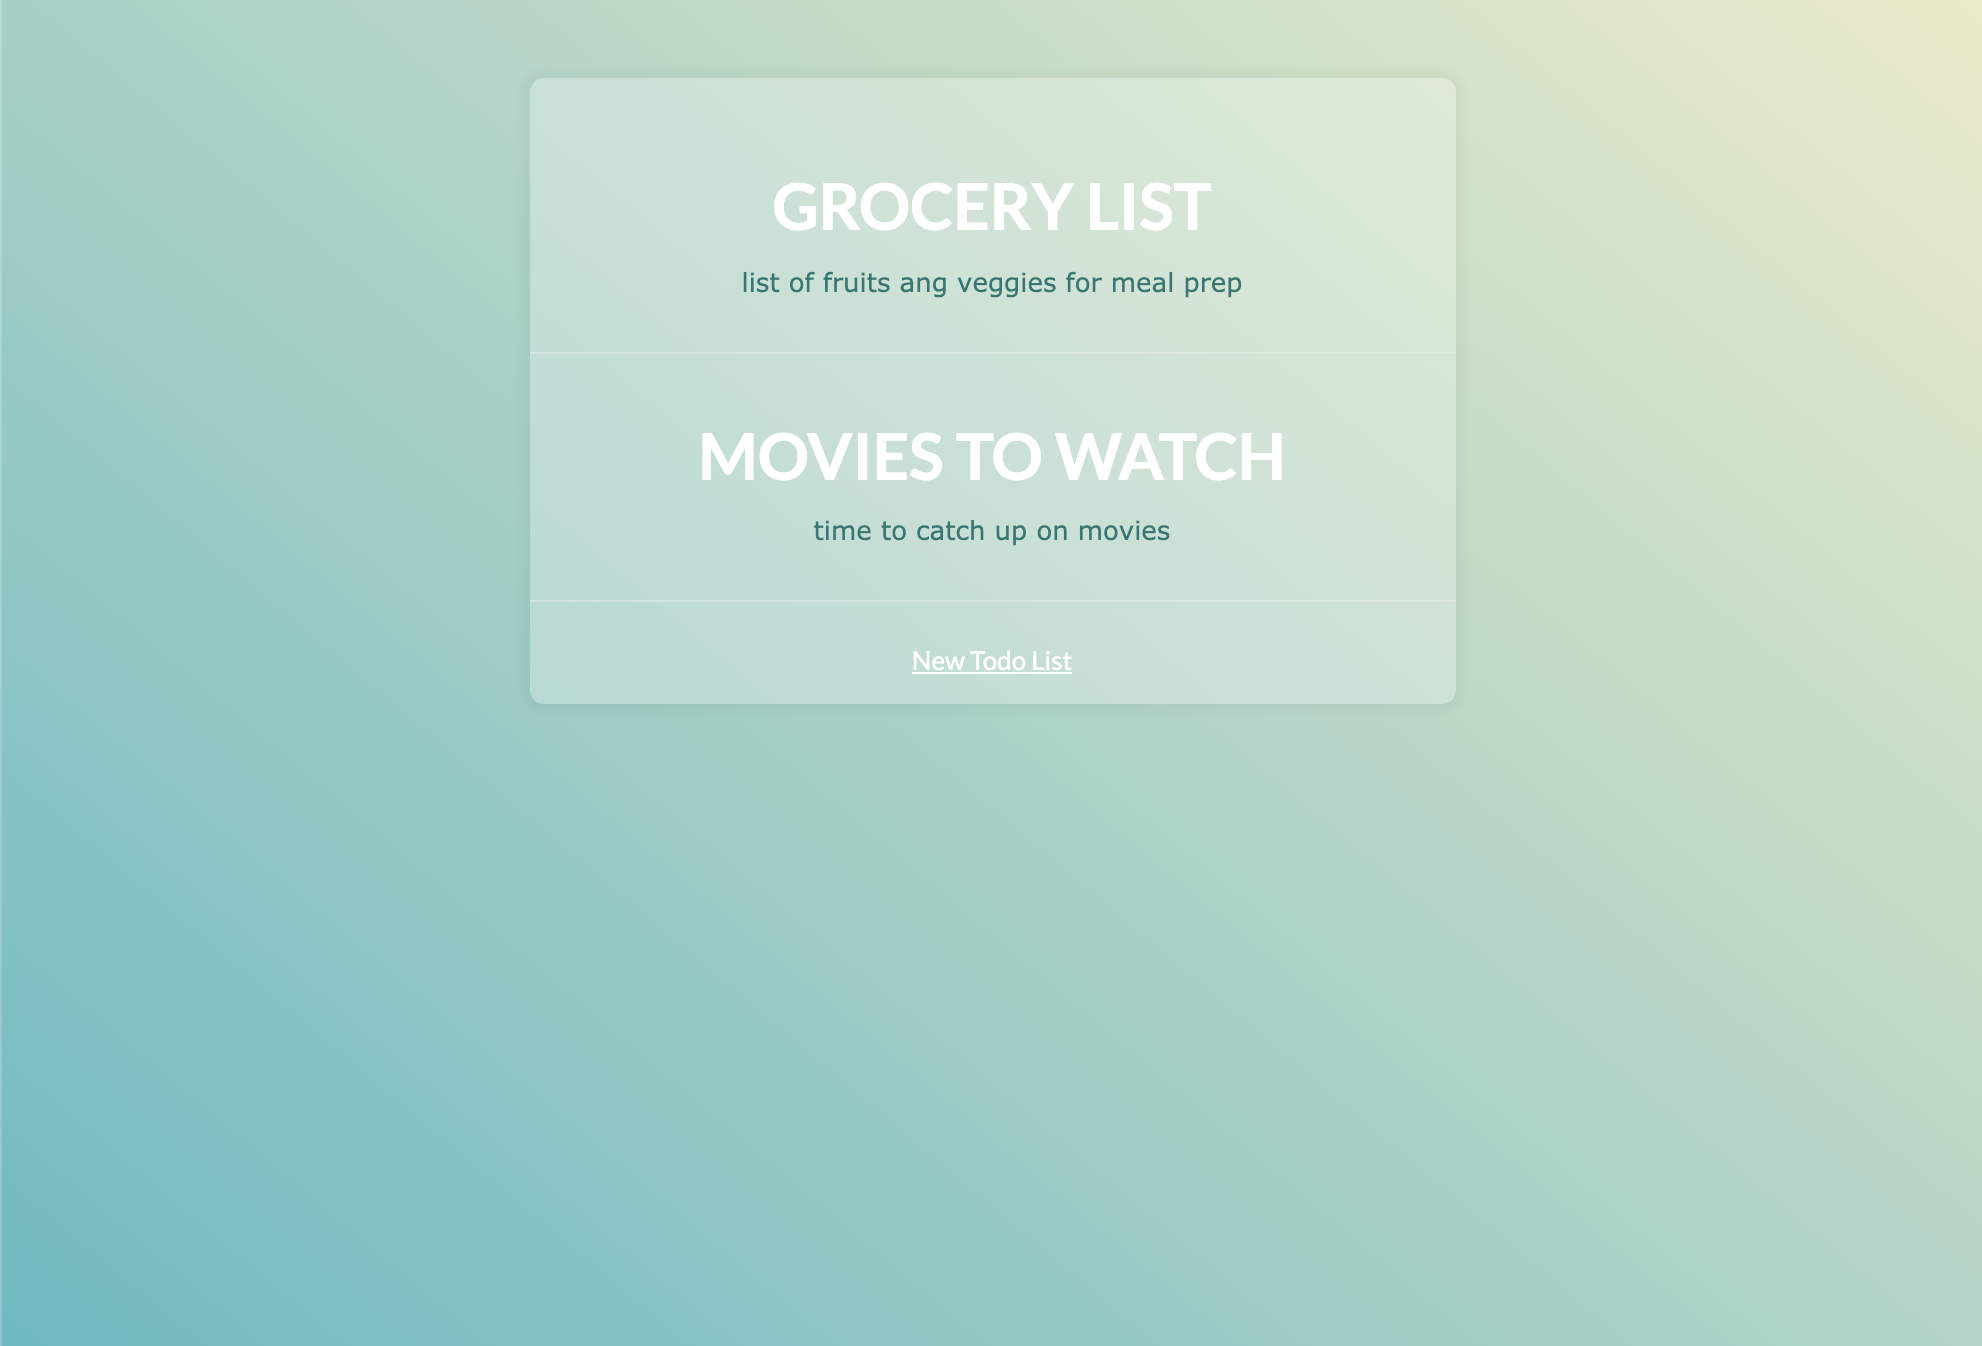 GROCERY LIST
list of fruits ang veggies for meal prep
MOVIES TO WATCH
time to catch up on movies
New Todo List